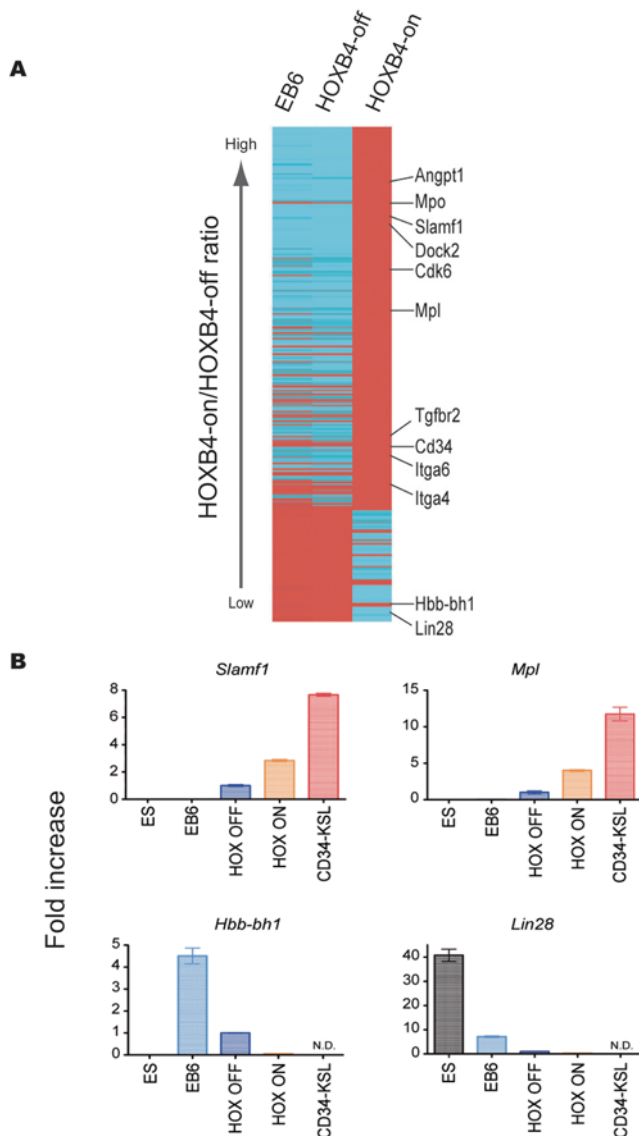 A
EB6
HOXB4-off
HOXB4-on
High
HOXB4-on/HOXB4-off ratio
Low
Angpt1
Mpo
Slamf1
Dock2
Cdk6
Mpl
Tgfbr2
Cd34
Itga6
Itga4
Hbb-bh1
Lin28
B
Fold increase
Slamf1
8
6
4
2
0
ES
EB6
HOX OFF
HOX ON
CD34-KSL
Mpl
15
10
5
0
ES
EB6
HOX OFF
HOX ON
CD34-KSL
Hbb-bh1
5
4
3
2
1
0
N.D.
ES
EB6
HOX OFF
HOX ON
CD34-KSL
Lin28
40
30
20
10
0
N.D.
ES
EB6
HOX OFF
HOX ON
CD34-KSL